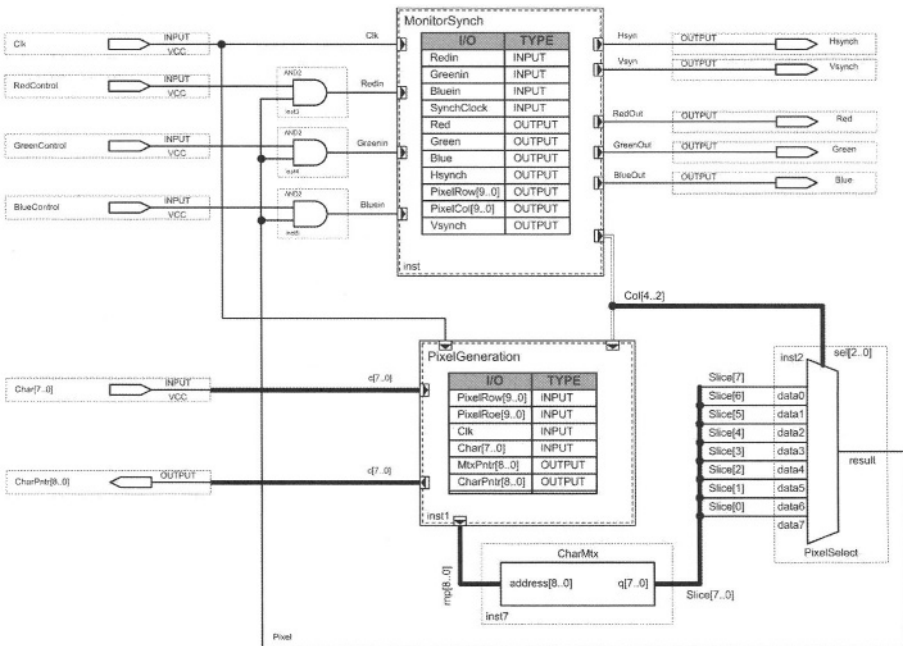 MonitorSynch
I/O TYPE
Redin INPUT
Greenin INPUT
Bluein INPUT
SynchClock INPUT
Red OUTPUT
Green OUTPUT
Blue OUTPUT
Hsynch OUTPUT
PixelRow[9..0] OUTPUT
PixelCol[9..0] OUTPUT
Vsynch OUTPUT
inst
Clk INPUT VCC Clk
RedControl INPUT VCC AND2 inst3 Redin
GreenControl INPUT VCC AND2 inst4 Greenin
BlueControl INPUT VCC AND2 inst5 Bluein
Hsyn OUTPUT Hsynch
Vsyn OUTPUT Vsynch
RedOut OUTPUT Red
GreenOut OUTPUT Green
BlueOut OUTPUT Blue
Col[4..2]
PixelGeneration
I/O TYPE
PixelRow[9..0] INPUT
PixelRoe[9..0] INPUT
Clk INPUT
Char[7..0] INPUT
MtxPntr[8..0] OUTPUT
CharPntr[8..0] OUTPUT
inst1
Char[7..0] INPUT VCC c[7..0]
CharPntr[8..0] OUTPUT c[7..0]
inst2 sel[2..0]
Slice[7] data0
Slice[6] data1
Slice[5] data2
Slice[4] data3
Slice[3] data4
Slice[2] data5
Slice[1] data6
Slice[0] data7
result
PixelSelect
mp[8..0]
CharMtx
address[8..0] q[7..0]
inst7
Slice[7..0]
Pixel